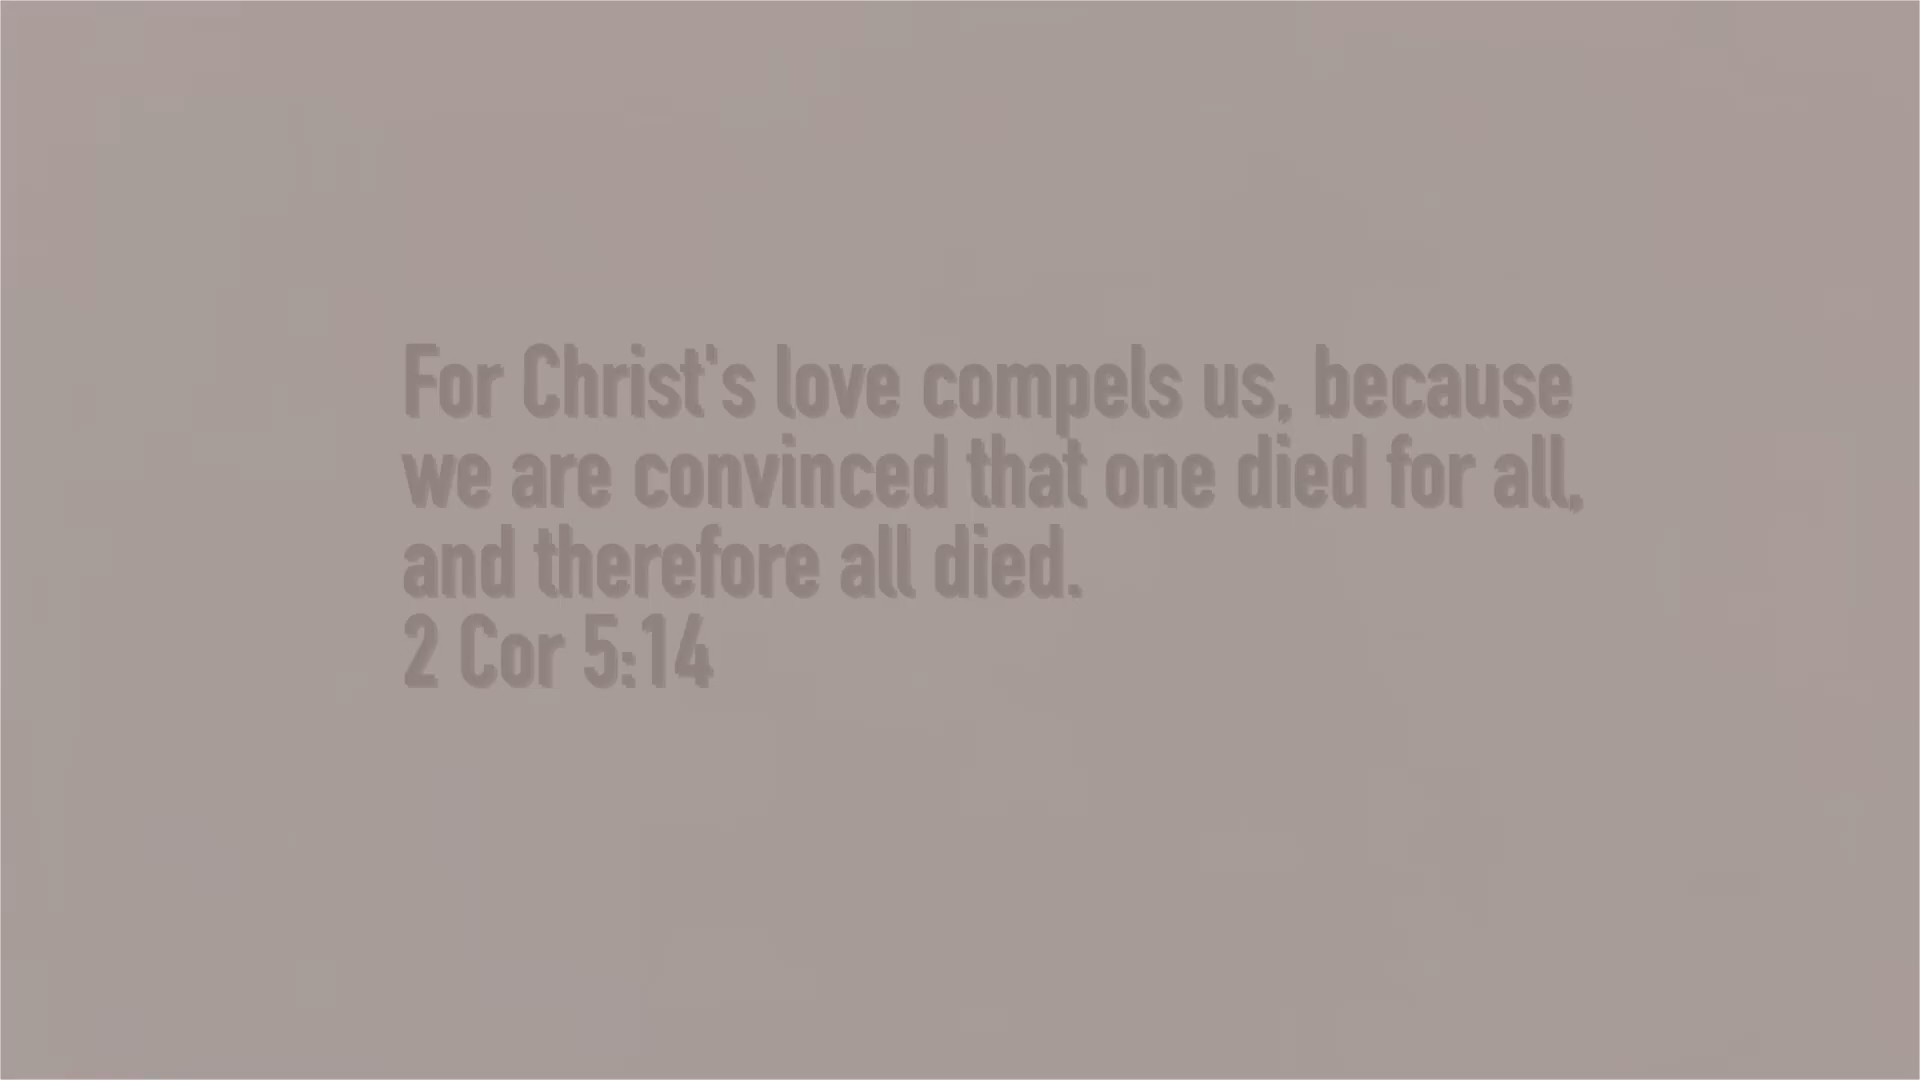 For Christ's love compels us, because
we are convinced that one died for all,
and therefore all died.
2 Cor 5:14